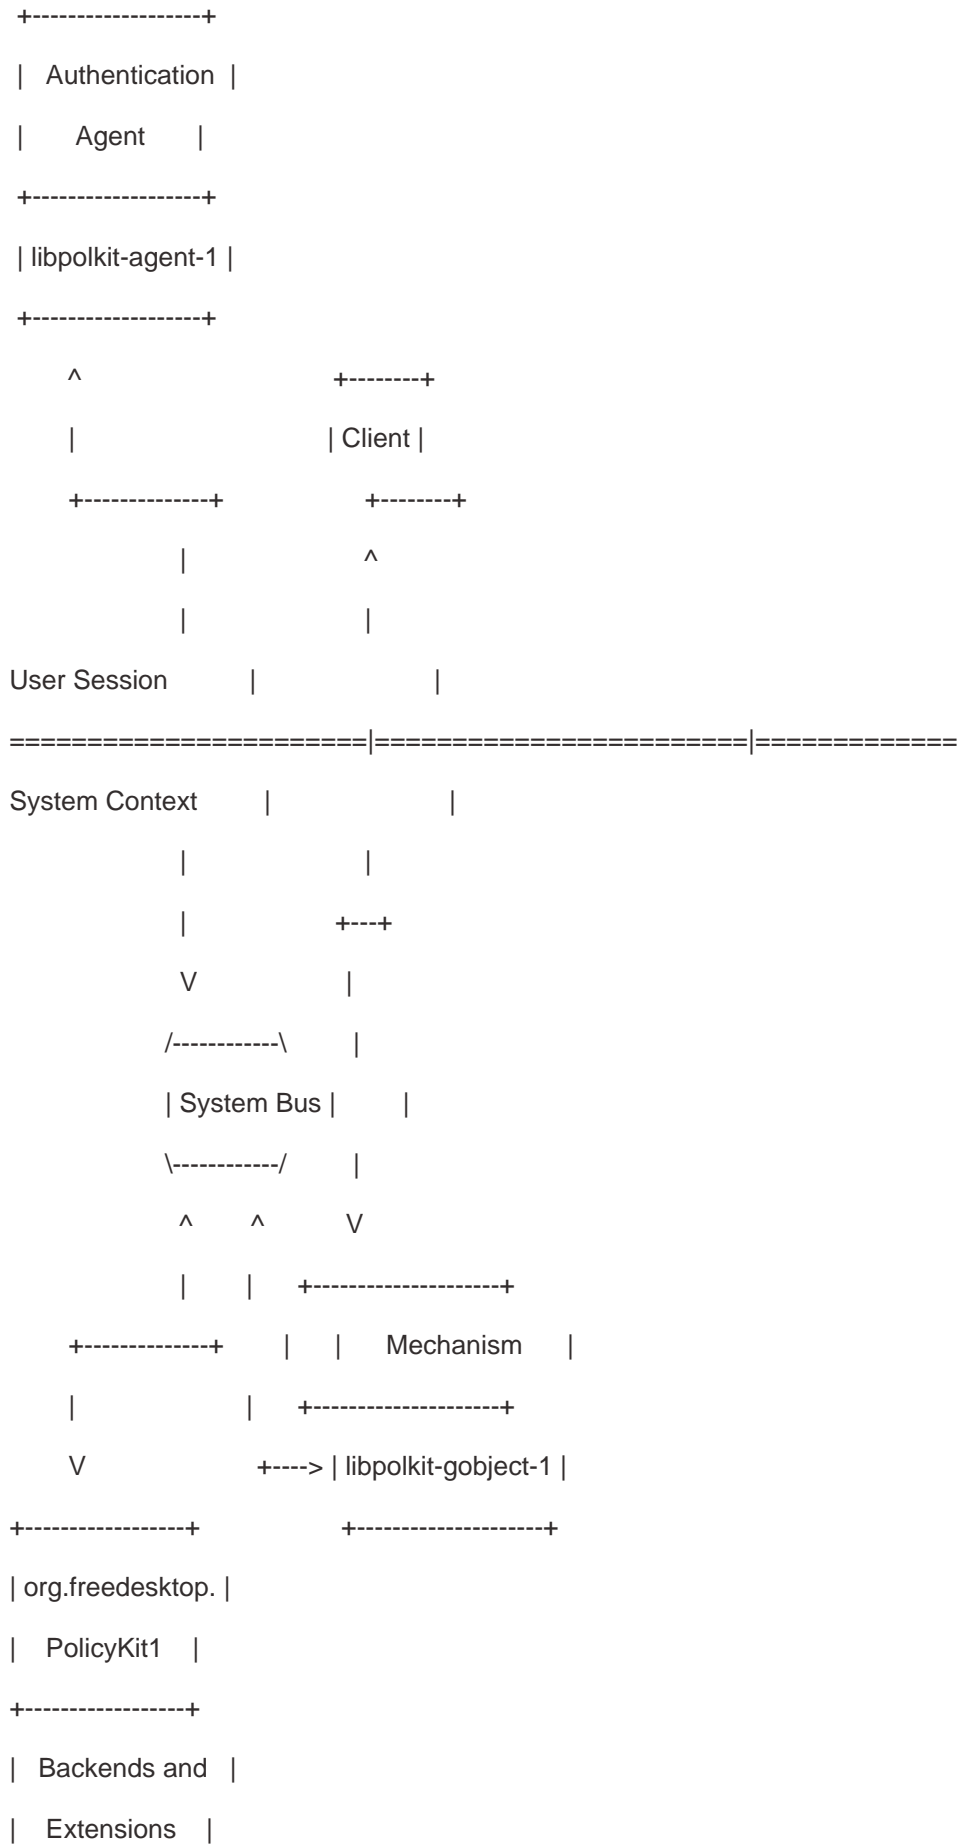 +-------------------+
| Authentication |
| Agent |
+-------------------+
| libpolkit-agent-1 |
+-------------------+
^ +--------+
| | Client |
+--------------+ +--------+
| ^
| |
User Session | |
=======================|========================|=============
System Context | |
| |
| +---+
V |
/------------\ |
| System Bus | |
\------------/ |
^ ^ V
| | +---------------------+
+--------------+ | | Mechanism |
| | +---------------------+
V +----> | libpolkit-gobject-1 |
+------------------+ +---------------------+
| org.freedesktop. |
| PolicyKit1 |
+------------------+
| Backends and |
| Extensions |